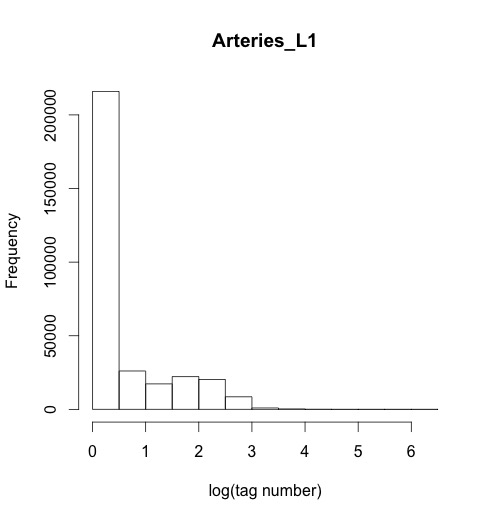 Arteries_L1
Frequency
200000
150000
100000
50000
0
0 1 2 3 4 5 6
log(tag number)